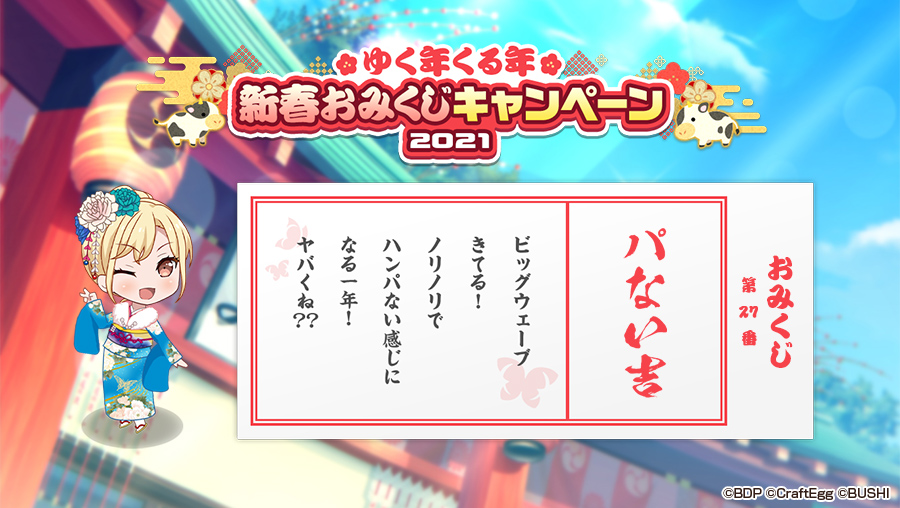 ゆく年くる年
新春おみくじキャンペーン
2021
おみくじ
第27番
パない吉
ビッグウェーブ
きてる!
ノリノリで
ハンパない感じに
なる一年!
ヤバくね??
©BDP ©CraftEgg ©BUSHI